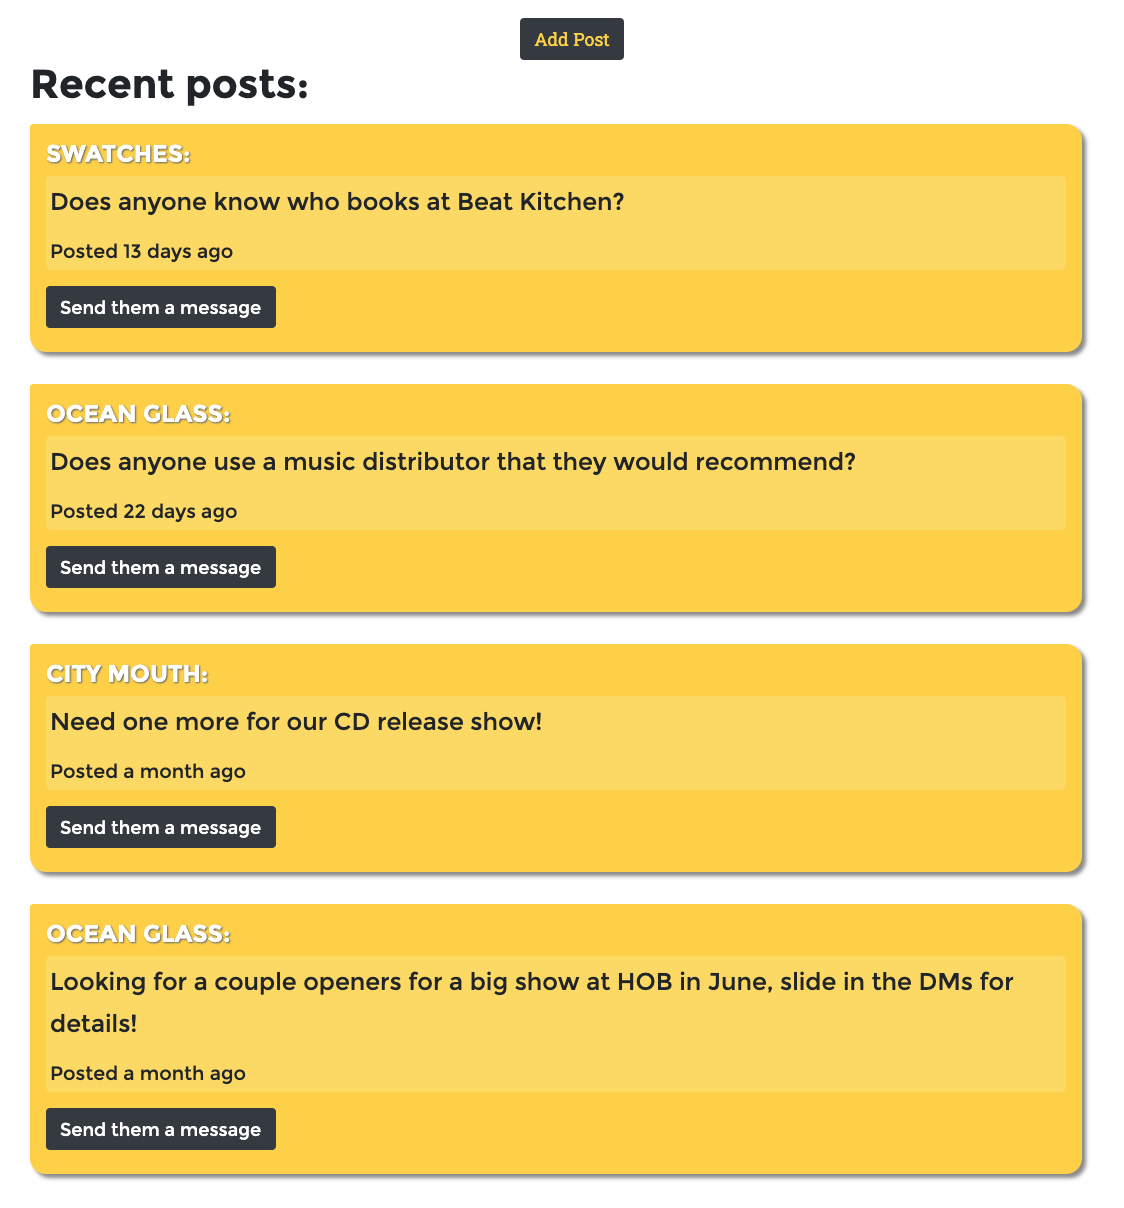 Add Post
Recent posts:
SWATCHES:
Does anyone know who books at Beat Kitchen?
Posted 13 days ago
Send them a message
OCEAN GLASS:
Does anyone use a music distributor that they would recommend?
Posted 22 days ago
Send them a message
CITY MOUTH:
Need one more for our CD release show!
Posted a month ago
Send them a message
OCEAN GLASS:
Looking for a couple openers for a big show at HOB in June, slide in the DMs for
details!
Posted a month ago
Send them a message